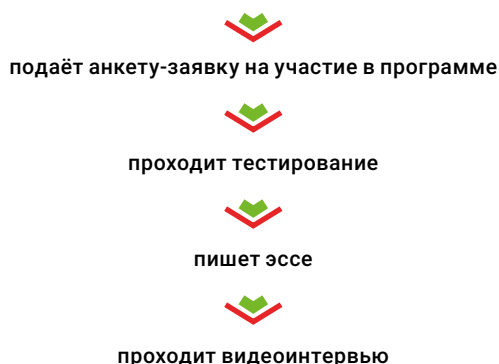 подаёт анкету-заявку на участие в программе
проходит тестирование
пишет эссе
проходит видеоинтервью